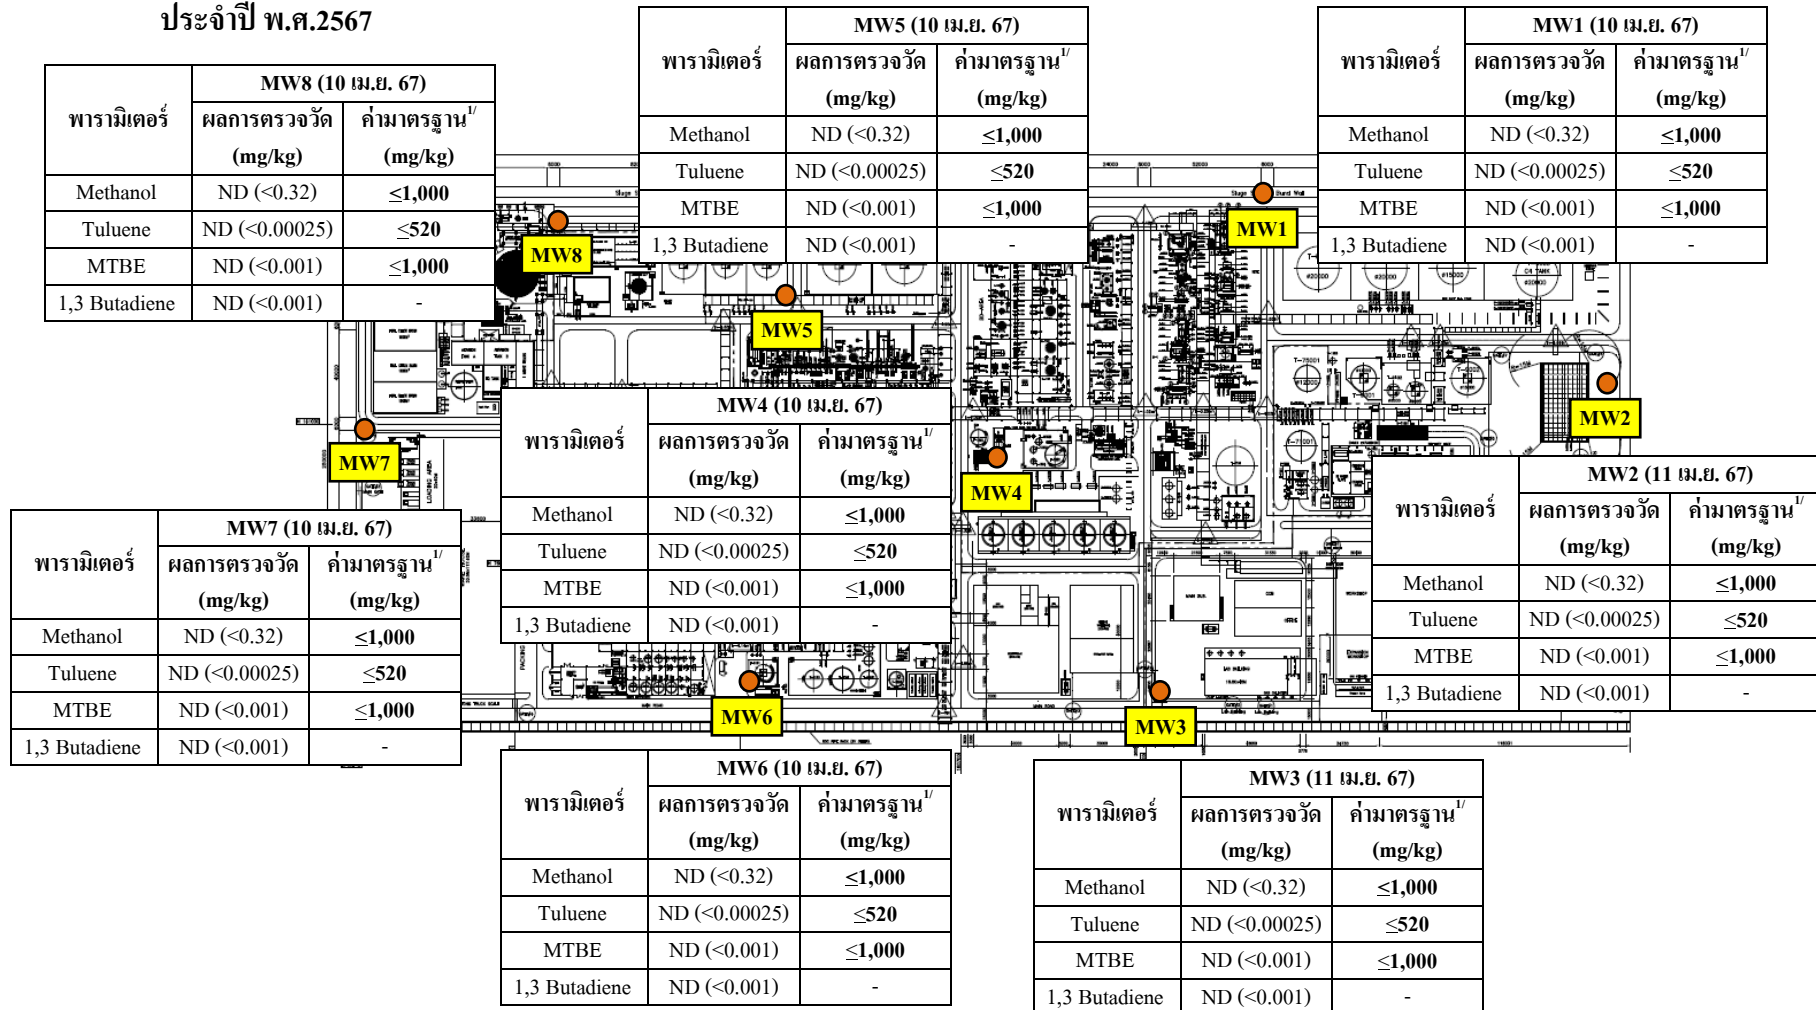 ประจำปี พ.ศ.2567
MW8 (10 เม.ย. 67)
พารามิเตอร์ ผลการตรวจวัด (mg/kg) ค่ามาตรฐาน1/ (mg/kg)
Methanol ND (<0.32) ≤1,000
Tuluene ND (<0.00025) ≤520
MTBE ND (<0.001) ≤1,000
1,3 Butadiene ND (<0.001) -
MW5 (10 เม.ย. 67)
พารามิเตอร์ ผลการตรวจวัด (mg/kg) ค่ามาตรฐาน1/ (mg/kg)
Methanol ND (<0.32) ≤1,000
Tuluene ND (<0.00025) ≤520
MTBE ND (<0.001) ≤1,000
1,3 Butadiene ND (<0.001) -
MW1 (10 เม.ย. 67)
พารามิเตอร์ ผลการตรวจวัด (mg/kg) ค่ามาตรฐาน1/ (mg/kg)
Methanol ND (<0.32) ≤1,000
Tuluene ND (<0.00025) ≤520
MTBE ND (<0.001) ≤1,000
1,3 Butadiene ND (<0.001) -
MW8
MW1
MW5
MW2
MW7
MW4
MW4 (10 เม.ย. 67)
พารามิเตอร์ ผลการตรวจวัด (mg/kg) ค่ามาตรฐาน1/ (mg/kg)
Methanol ND (<0.32) ≤1,000
Tuluene ND (<0.00025) ≤520
MTBE ND (<0.001) ≤1,000
1,3 Butadiene ND (<0.001) -
MW2 (11 เม.ย. 67)
พารามิเตอร์ ผลการตรวจวัด (mg/kg) ค่ามาตรฐาน1/ (mg/kg)
Methanol ND (<0.32) ≤1,000
Tuluene ND (<0.00025) ≤520
MTBE ND (<0.001) ≤1,000
1,3 Butadiene ND (<0.001) -
MW7 (10 เม.ย. 67)
พารามิเตอร์ ผลการตรวจวัด (mg/kg) ค่ามาตรฐาน1/ (mg/kg)
Methanol ND (<0.32) ≤1,000
Tuluene ND (<0.00025) ≤520
MTBE ND (<0.001) ≤1,000
1,3 Butadiene ND (<0.001) -
MW6
MW3
MW6 (10 เม.ย. 67)
พารามิเตอร์ ผลการตรวจวัด (mg/kg) ค่ามาตรฐาน1/ (mg/kg)
Methanol ND (<0.32) ≤1,000
Tuluene ND (<0.00025) ≤520
MTBE ND (<0.001) ≤1,000
1,3 Butadiene ND (<0.001) -
MW3 (11 เม.ย. 67)
พารามิเตอร์ ผลการตรวจวัด (mg/kg) ค่ามาตรฐาน1/ (mg/kg)
Methanol ND (<0.32) ≤1,000
Tuluene ND (<0.00025) ≤520
MTBE ND (<0.001) ≤1,000
1,3 Butadiene ND (<0.001) -